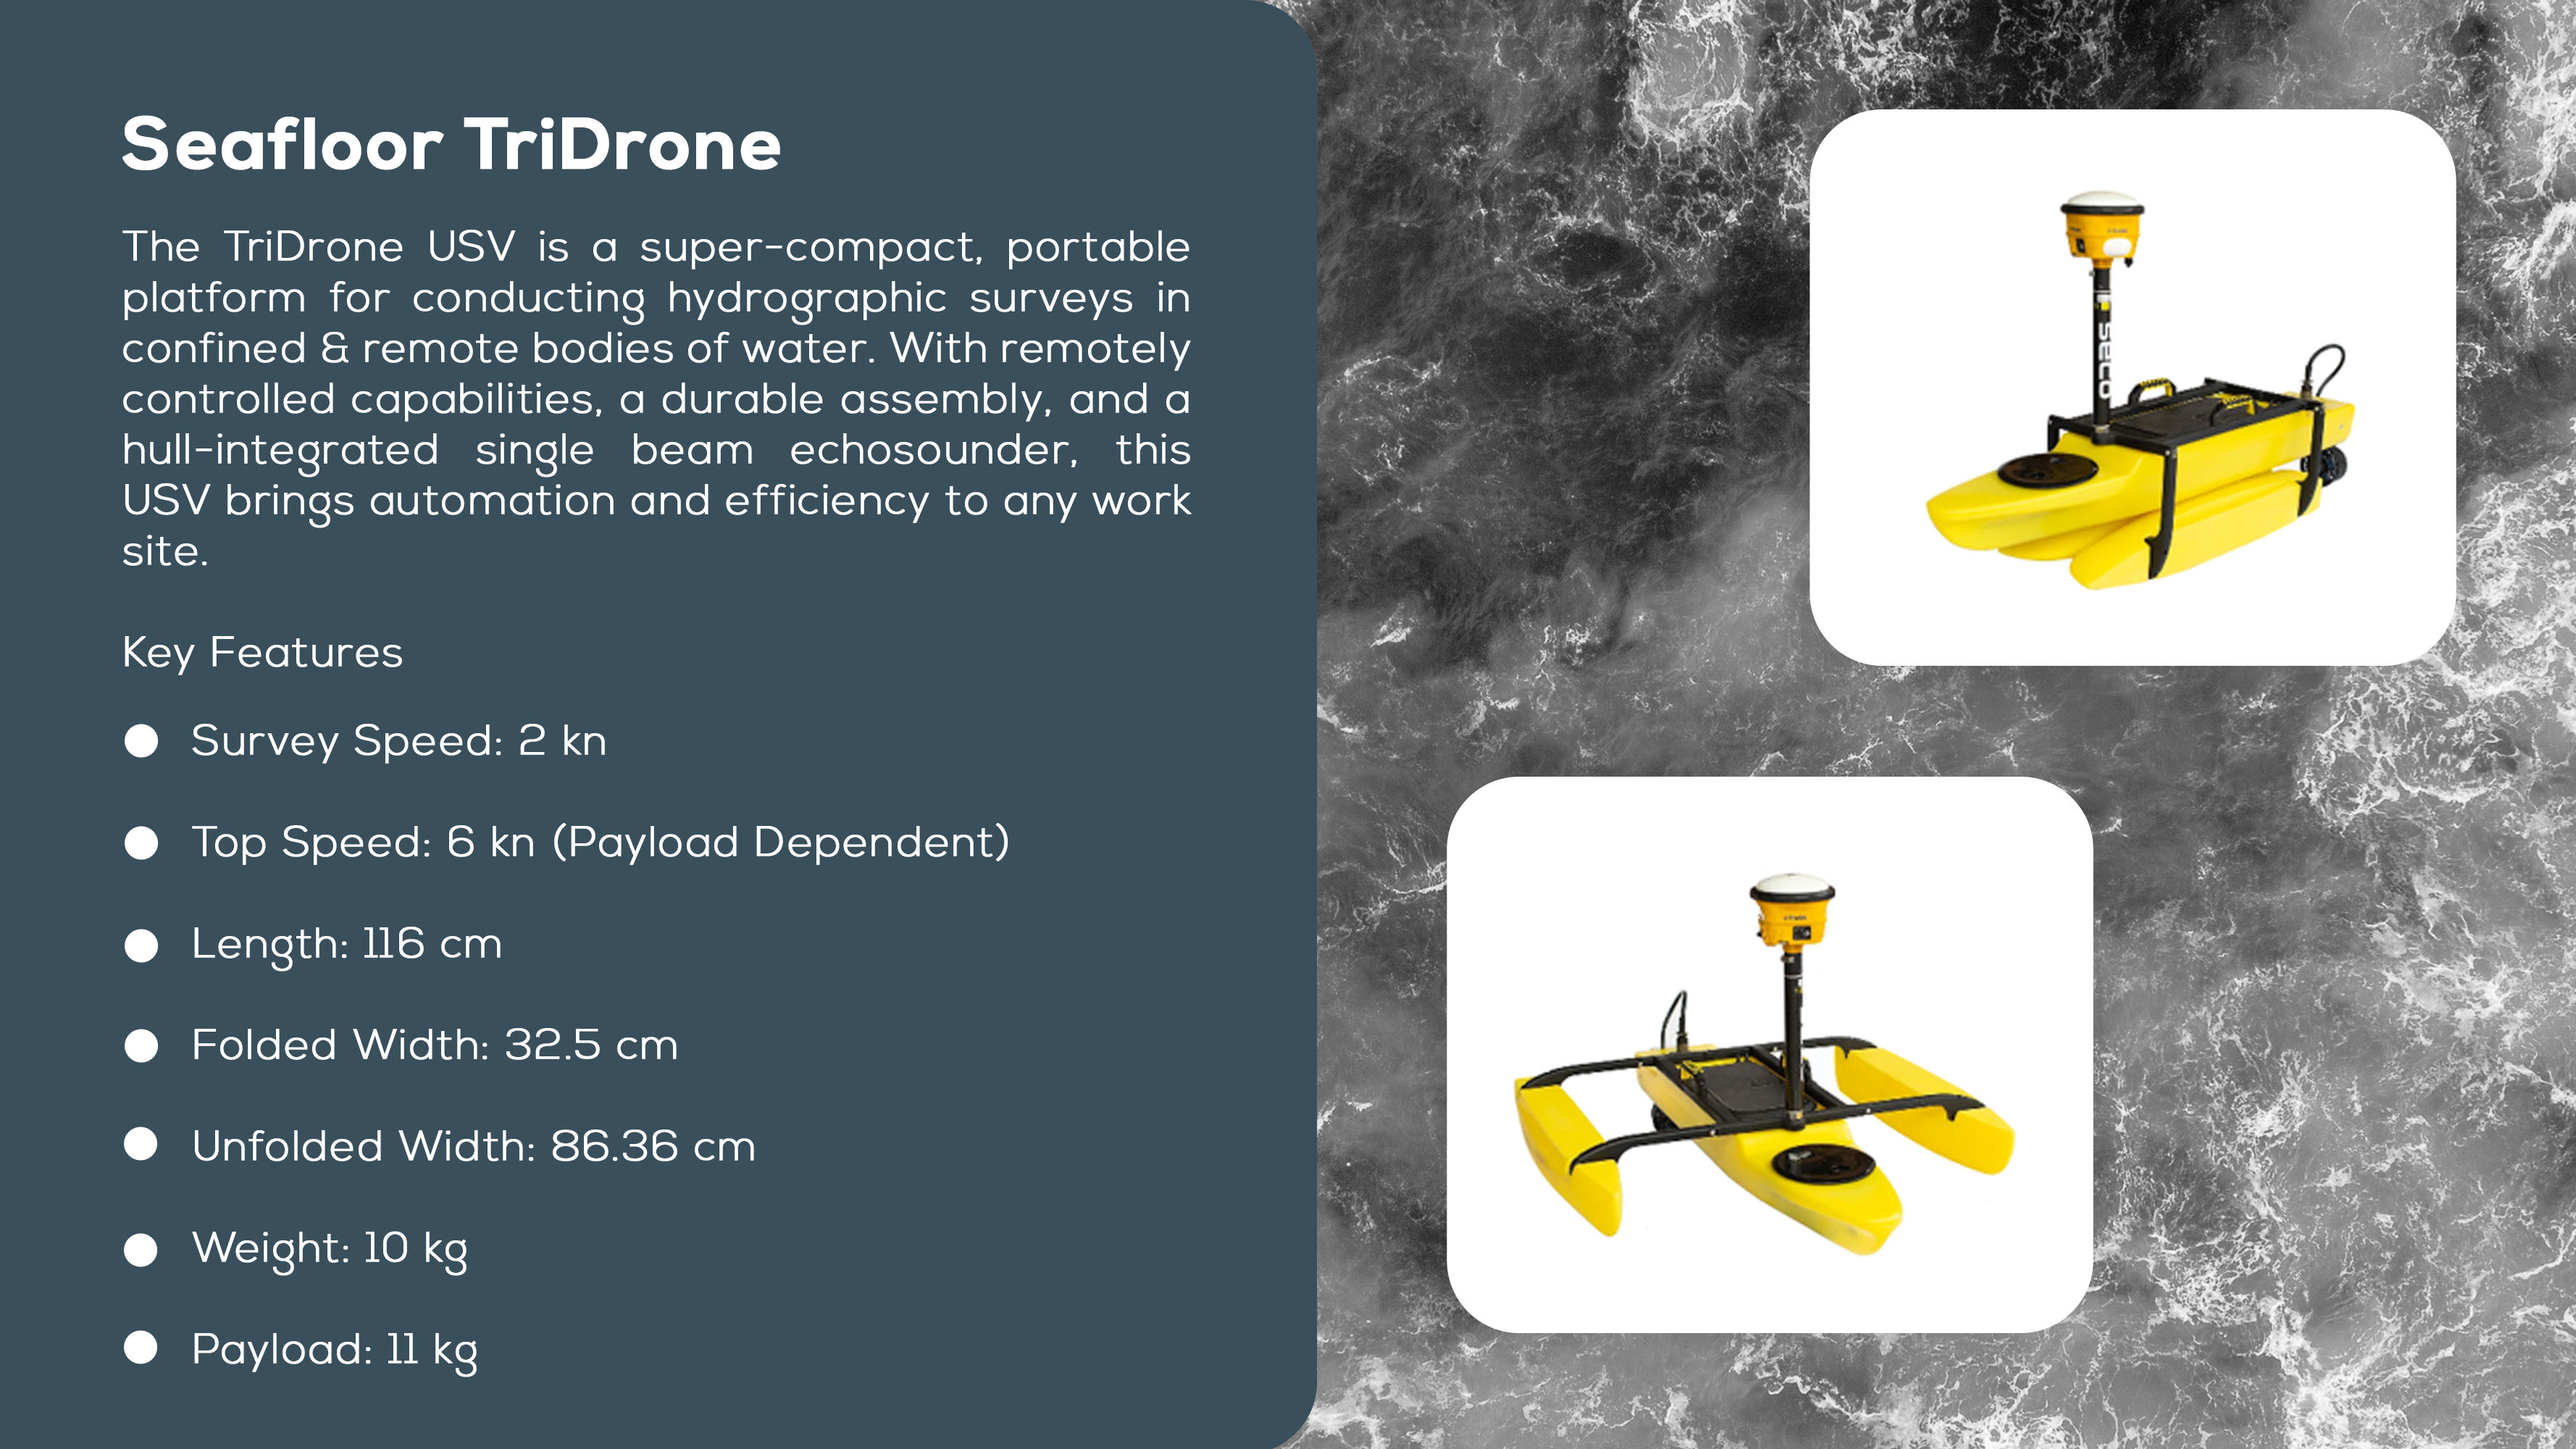 Seafloor TriDrone
The TriDrone USV is a super-compact, portable
platform for conducting hydrographic surveys in
confined & remote bodies of water. With remotely
controlled capabilities, a durable assembly, and a
hull-integrated single beam echosounder, this
USV brings automation and efficiency to any work
site.
Key Features
Survey Speed: 2 kn
Top Speed: 6 kn (Payload Dependent)
Length: 116 cm
Folded Width: 32.5 cm
Unfolded Width: 86.36 cm
Weight: 10 kg
Payload: 11 kg
SECO